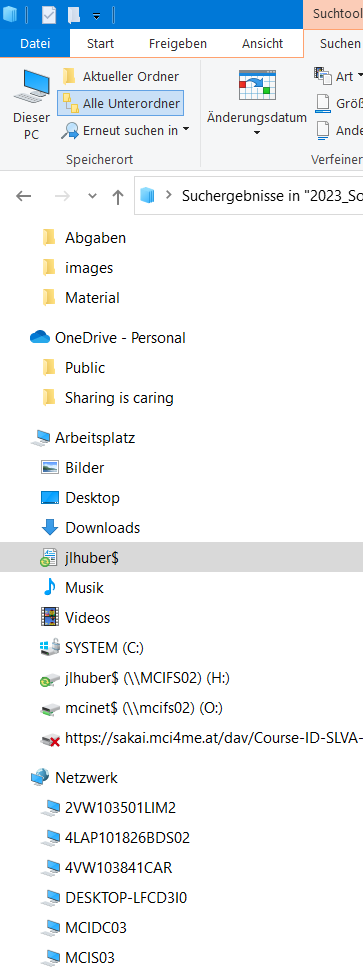 Suchtool
Datei Start Freigeben Ansicht Suchen
Dieser PC
Aktueller Ordner
Alle Unterordner
Erneut suchen in
Speicherort
Änderungsdatum
Art
Größ
Ande
Verfeiner
Suchergebnisse in "2023_So
Abgaben
images
Material
OneDrive - Personal
Public
Sharing is caring
Arbeitsplatz
Bilder
Desktop
Downloads
jlhuber$
Musik
Videos
SYSTEM (C:)
jlhuber$ (\\MCIFS02) (H:)
mcinet$ (\\mcifs02) (O:)
https://sakai.mci4me.at/dav/Course-ID-SLVA-
Netzwerk
2VW103501LIM2
4LAP101826BDS02
4VW103841CAR
DESKTOP-LFCD3I0
MCIDC03
MCIS03